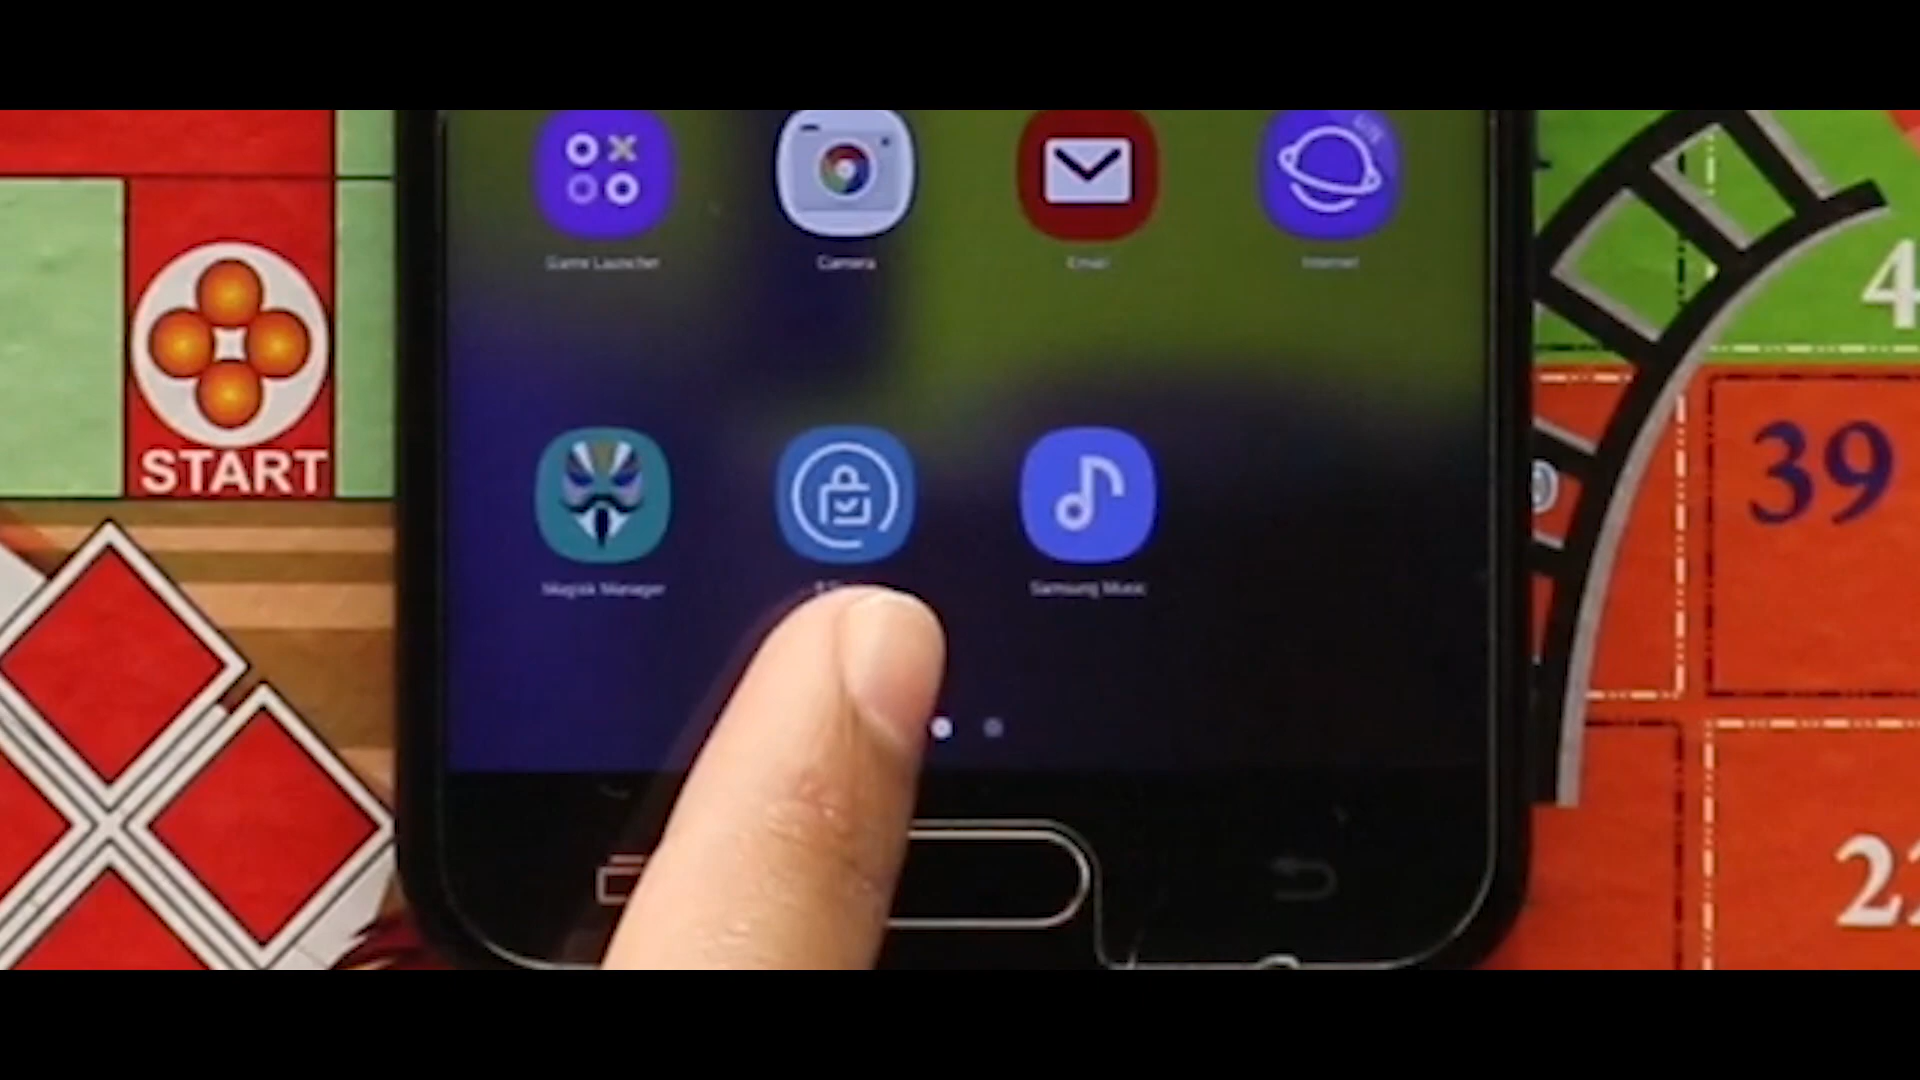 Game Launcher
Camera
Email
Internet
START
4
39
Magisk Manager
Samsung Music
22